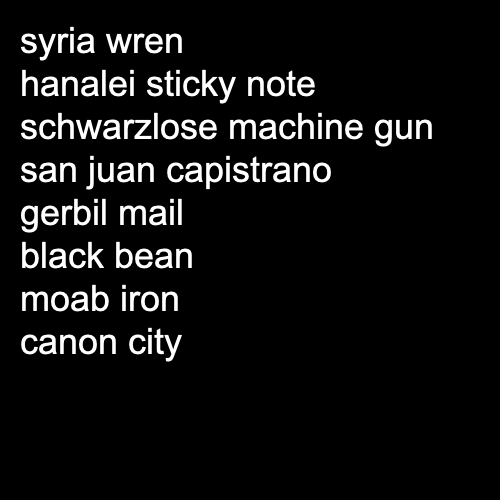 syria wren
hanalei sticky note
schwarzlose machine gun
san juan capistrano
gerbil mail
black bean
moab iron
canon city